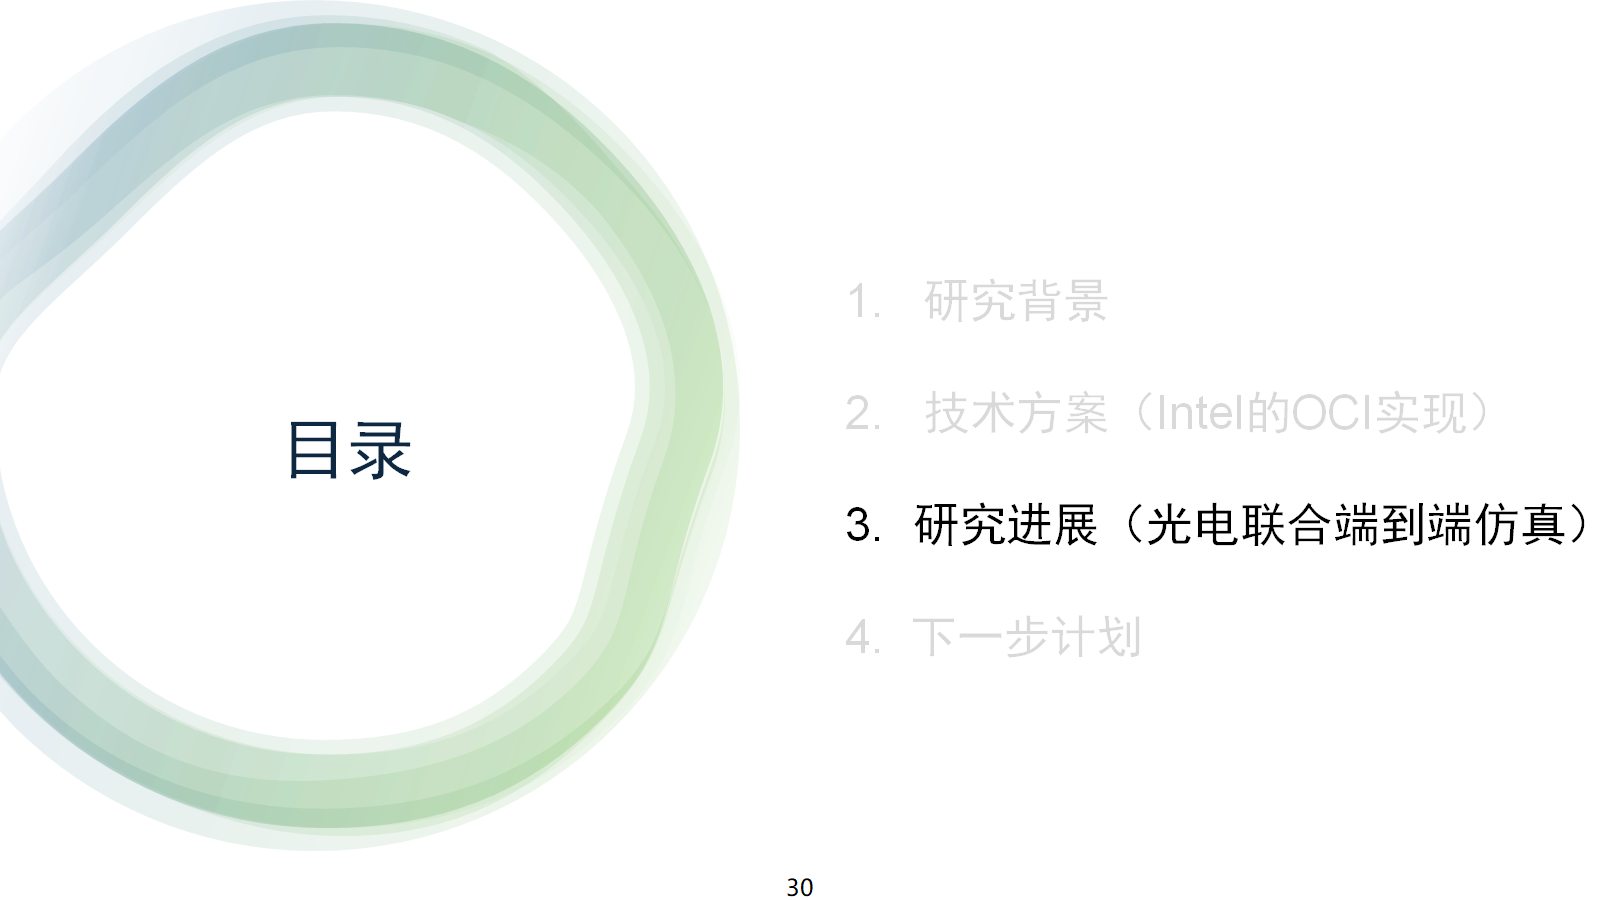 目录
1. 研究背景
2. 技术方案（Intel的OCI实现）
3. 研究进展（光电联合端到端仿真）
4. 下一步计划
30